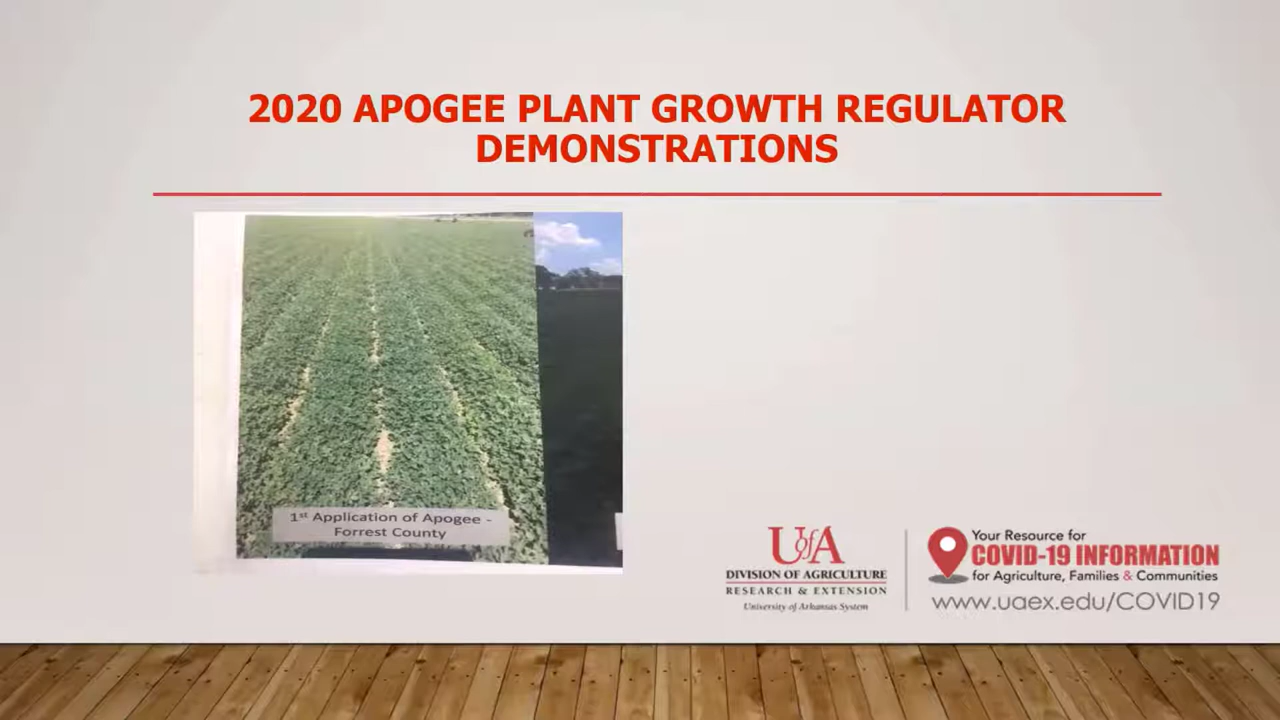 2020 APOGEE PLANT GROWTH REGULATOR
DEMONSTRATIONS
1st Application of Apogee -
Forrest County
UofA
DIVISION OF AGRICULTURE
RESEARCH & EXTENSION
University of Arkansas System
Your Resource for
COVID-19 INFORMATION
for Agriculture, Families & Communities
www.uaex.edu/COVID19